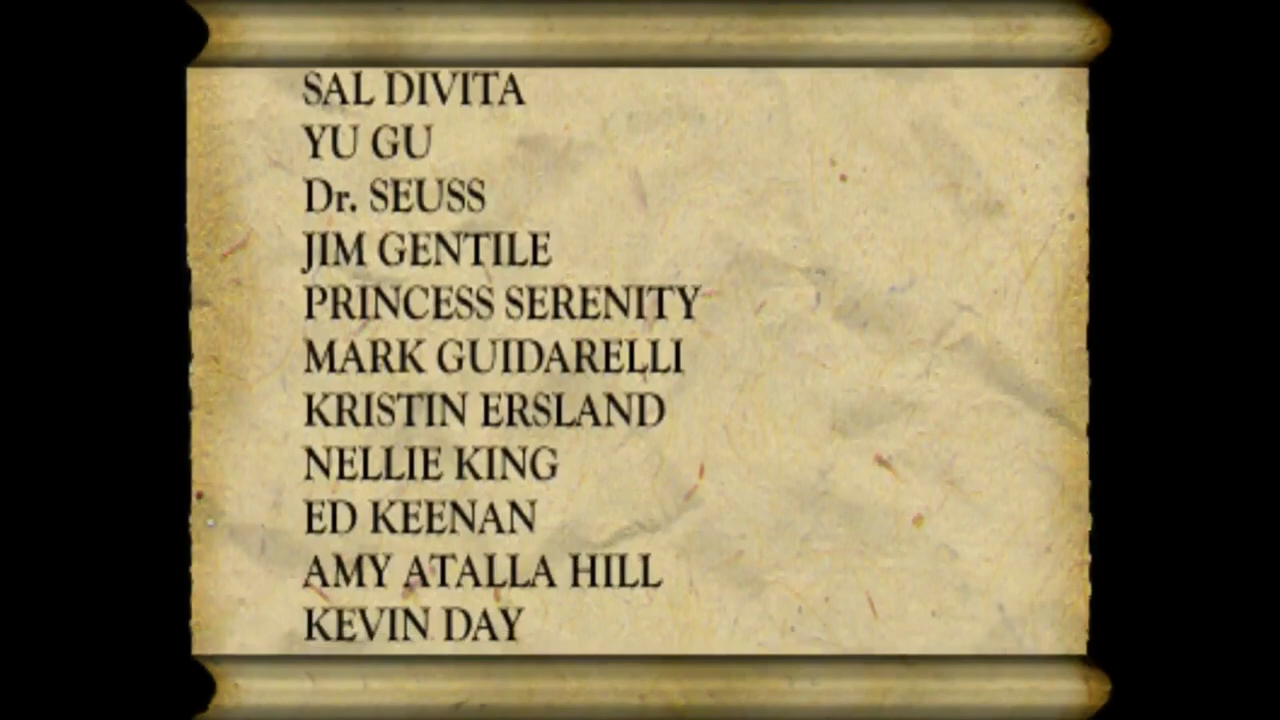 SAL DIVITA
YU GU
Dr. SEUSS
JIM GENTILE
PRINCESS SERENITY
MARK GUIDARELLI
KRISTIN ERSLAND
NELLIE KING
ED KEENAN
AMY ATALLA HILL
KEVIN DAY